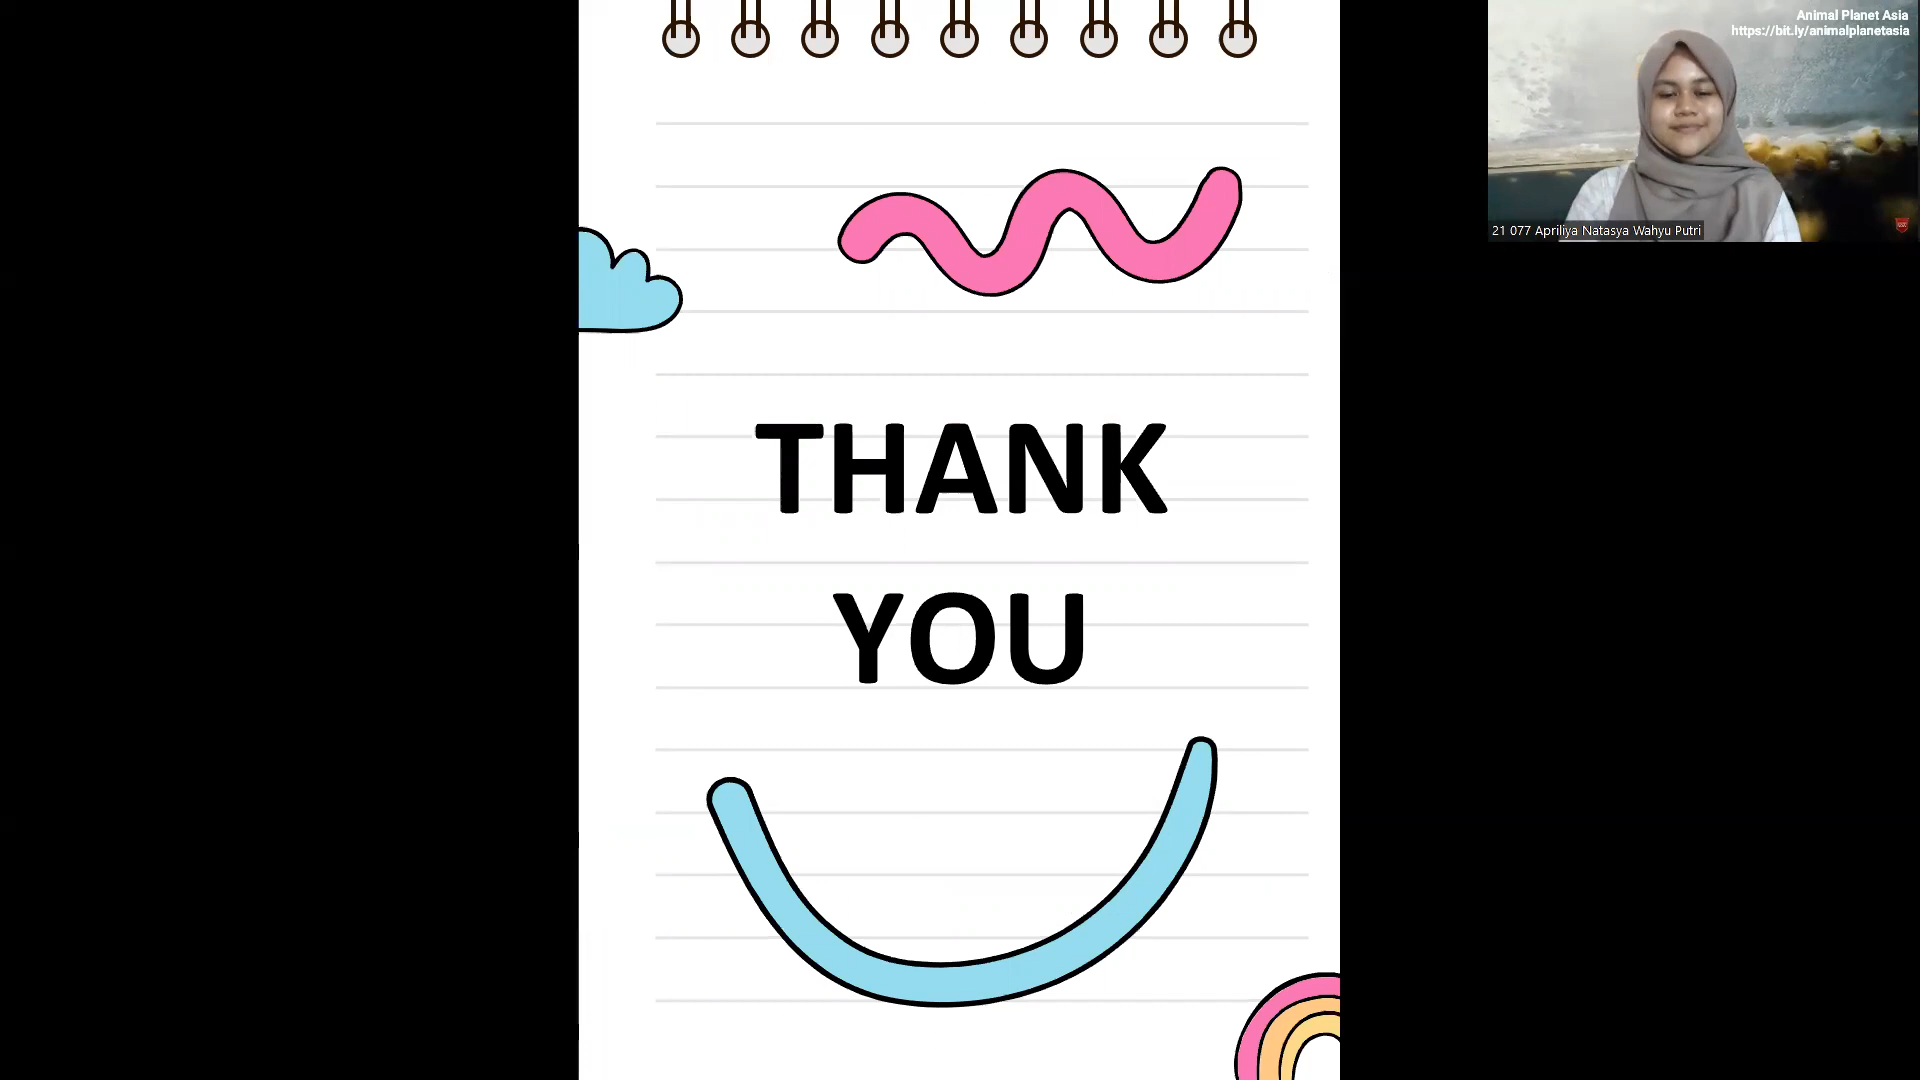 THANK
YOU
Animal Planet Asia
https://bit.ly/animalplanetasia
21 077 Apriliya Natasya Wahyu Putri